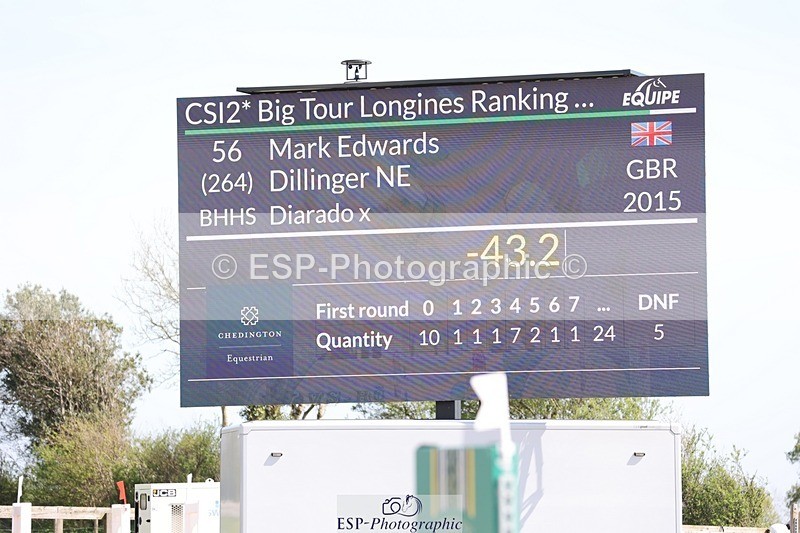 CSI2* Big Tour Longines Ranking ... EQUIPE
56 Mark Edwards
(264) Dillinger NE GBR
BHHS Diarado x 2015
-43.2
© ESP-Photographic ©
First round 0 1 2 3 4 5 6 7 ... DNF
Quantity 10 1 1 1 7 2 1 1 24 5
CHEDINGTON
Equestrian
JCB
ESP-Photographic